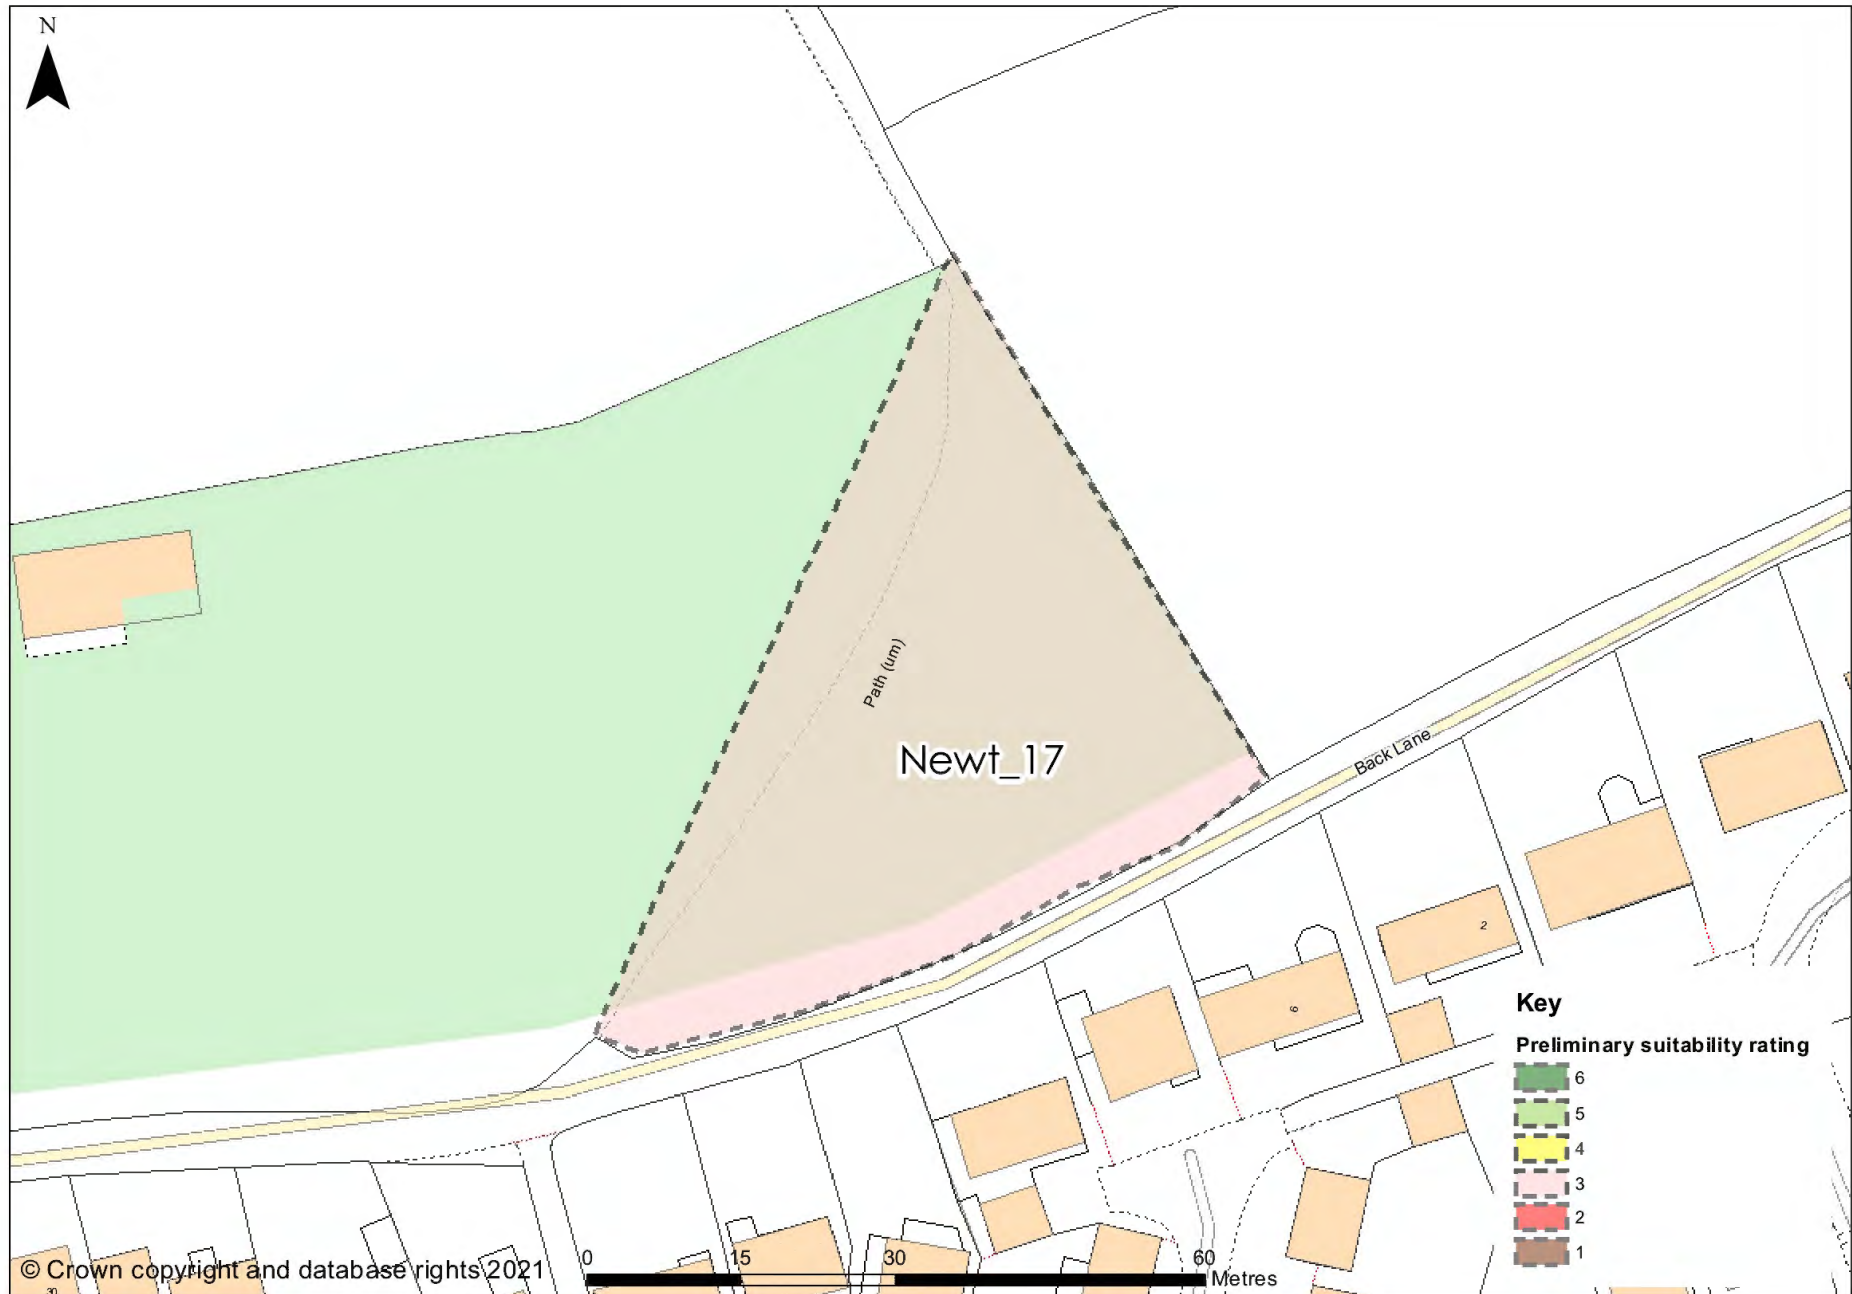 N
Path (um)
Newt_17
Back Lane
2
6
Key
Preliminary suitability rating
6
5
4
3
2
1
0 15 30 60
Metres
© Crown copyright and database rights 2021
30